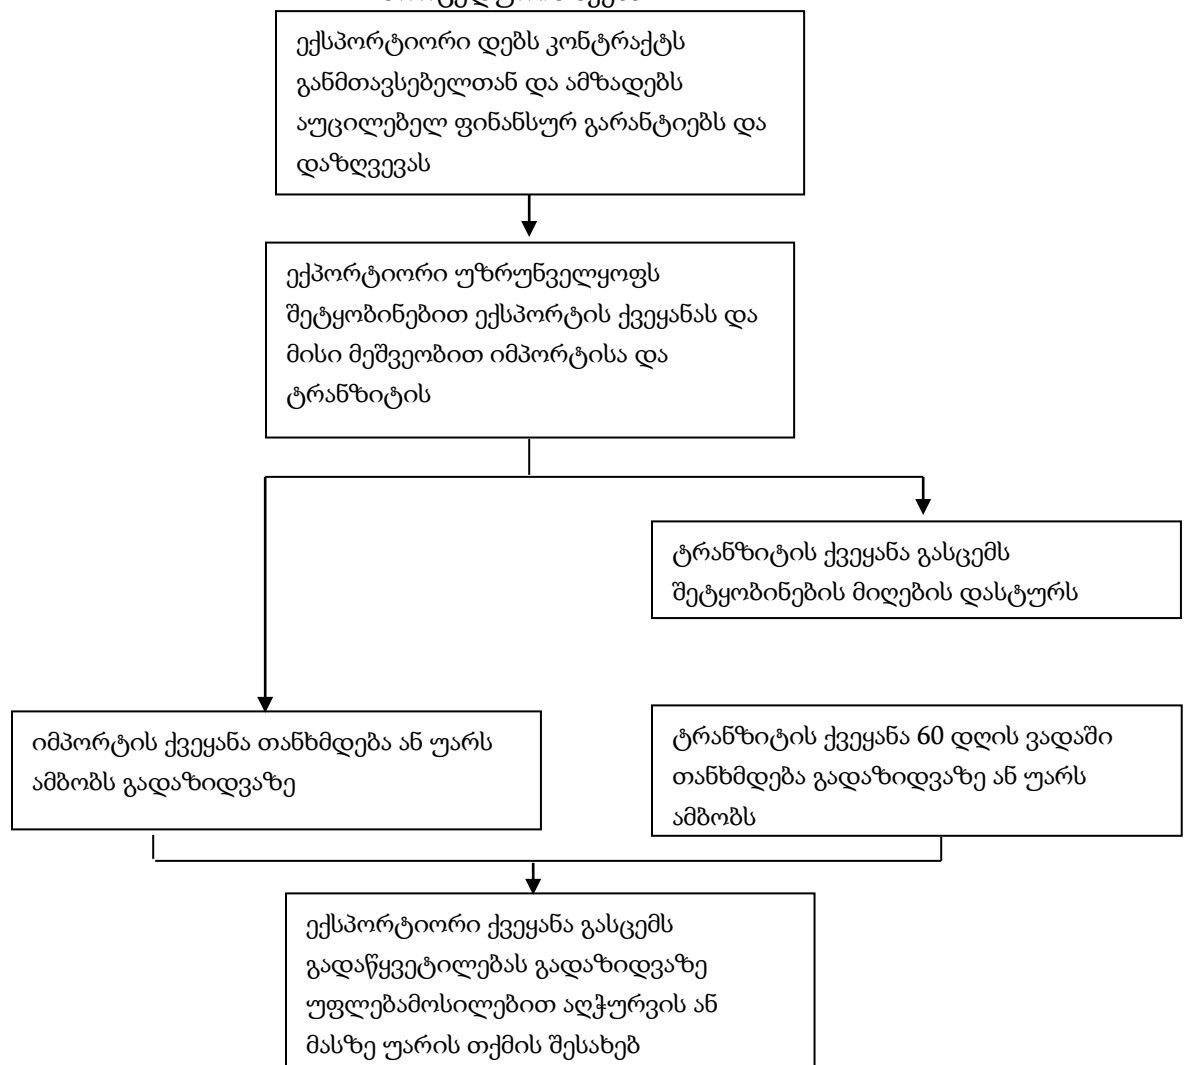 ექსპორტიორი დებს კონტრაქტს
განმთავსებელთან და ამზადებს
აუცილებელ ფინანსურ გარანტიებს და
დაზღვევას
ექპორტიორი უზრუნველყოფს
შეტყობინებით ექსპორტის ქვეყანას და
მისი მეშვეობით იმპორტისა და
ტრანზიტის
ტრანზიტის ქვეყანა გასცემს
შეტყობინების მიღების დასტურს
იმპორტის ქვეყანა თანხმდება ან უარს
ამბობს გადაზიდვაზე
ტრანზიტის ქვეყანა 60 დღის ვადაში
თანხმდება გადაზიდვაზე ან უარს
ამბობს
ექსპორტიორი ქვეყანა გასცემს
გადაწყვეტილებას გადაზიდვაზე
უფლებამოსილებით აღჭურვის ან
მასზე უარის თქმის შესახებ